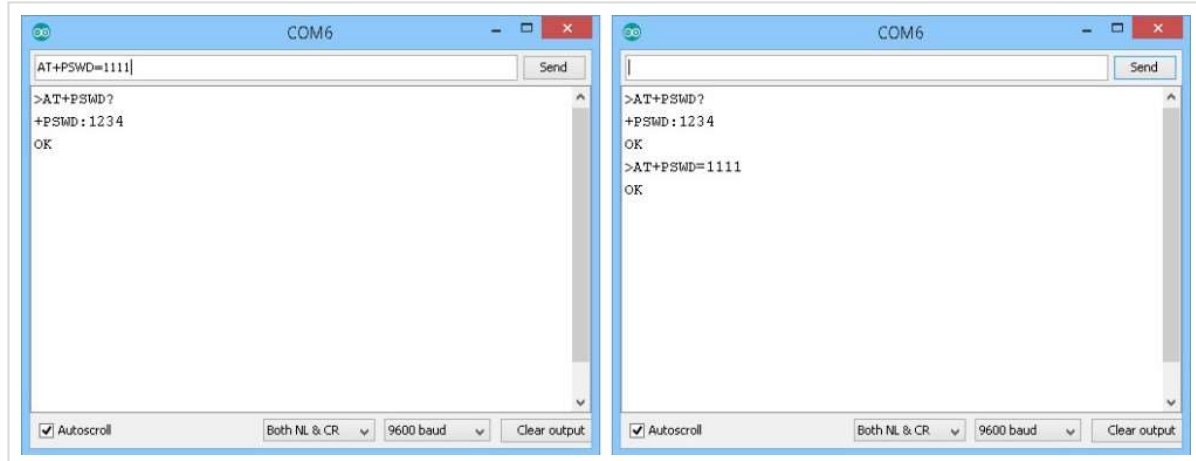 COM6
AT+PSWD=1111
Send
>AT+PSWD?
+PSWD:1234
OK
Autoscroll
Both NL & CR
9600 baud
Clear output
COM6
Send
>AT+PSWD?
+PSWD:1234
OK
>AT+PSWD=1111
OK
Autoscroll
Both NL & CR
9600 baud
Clear output